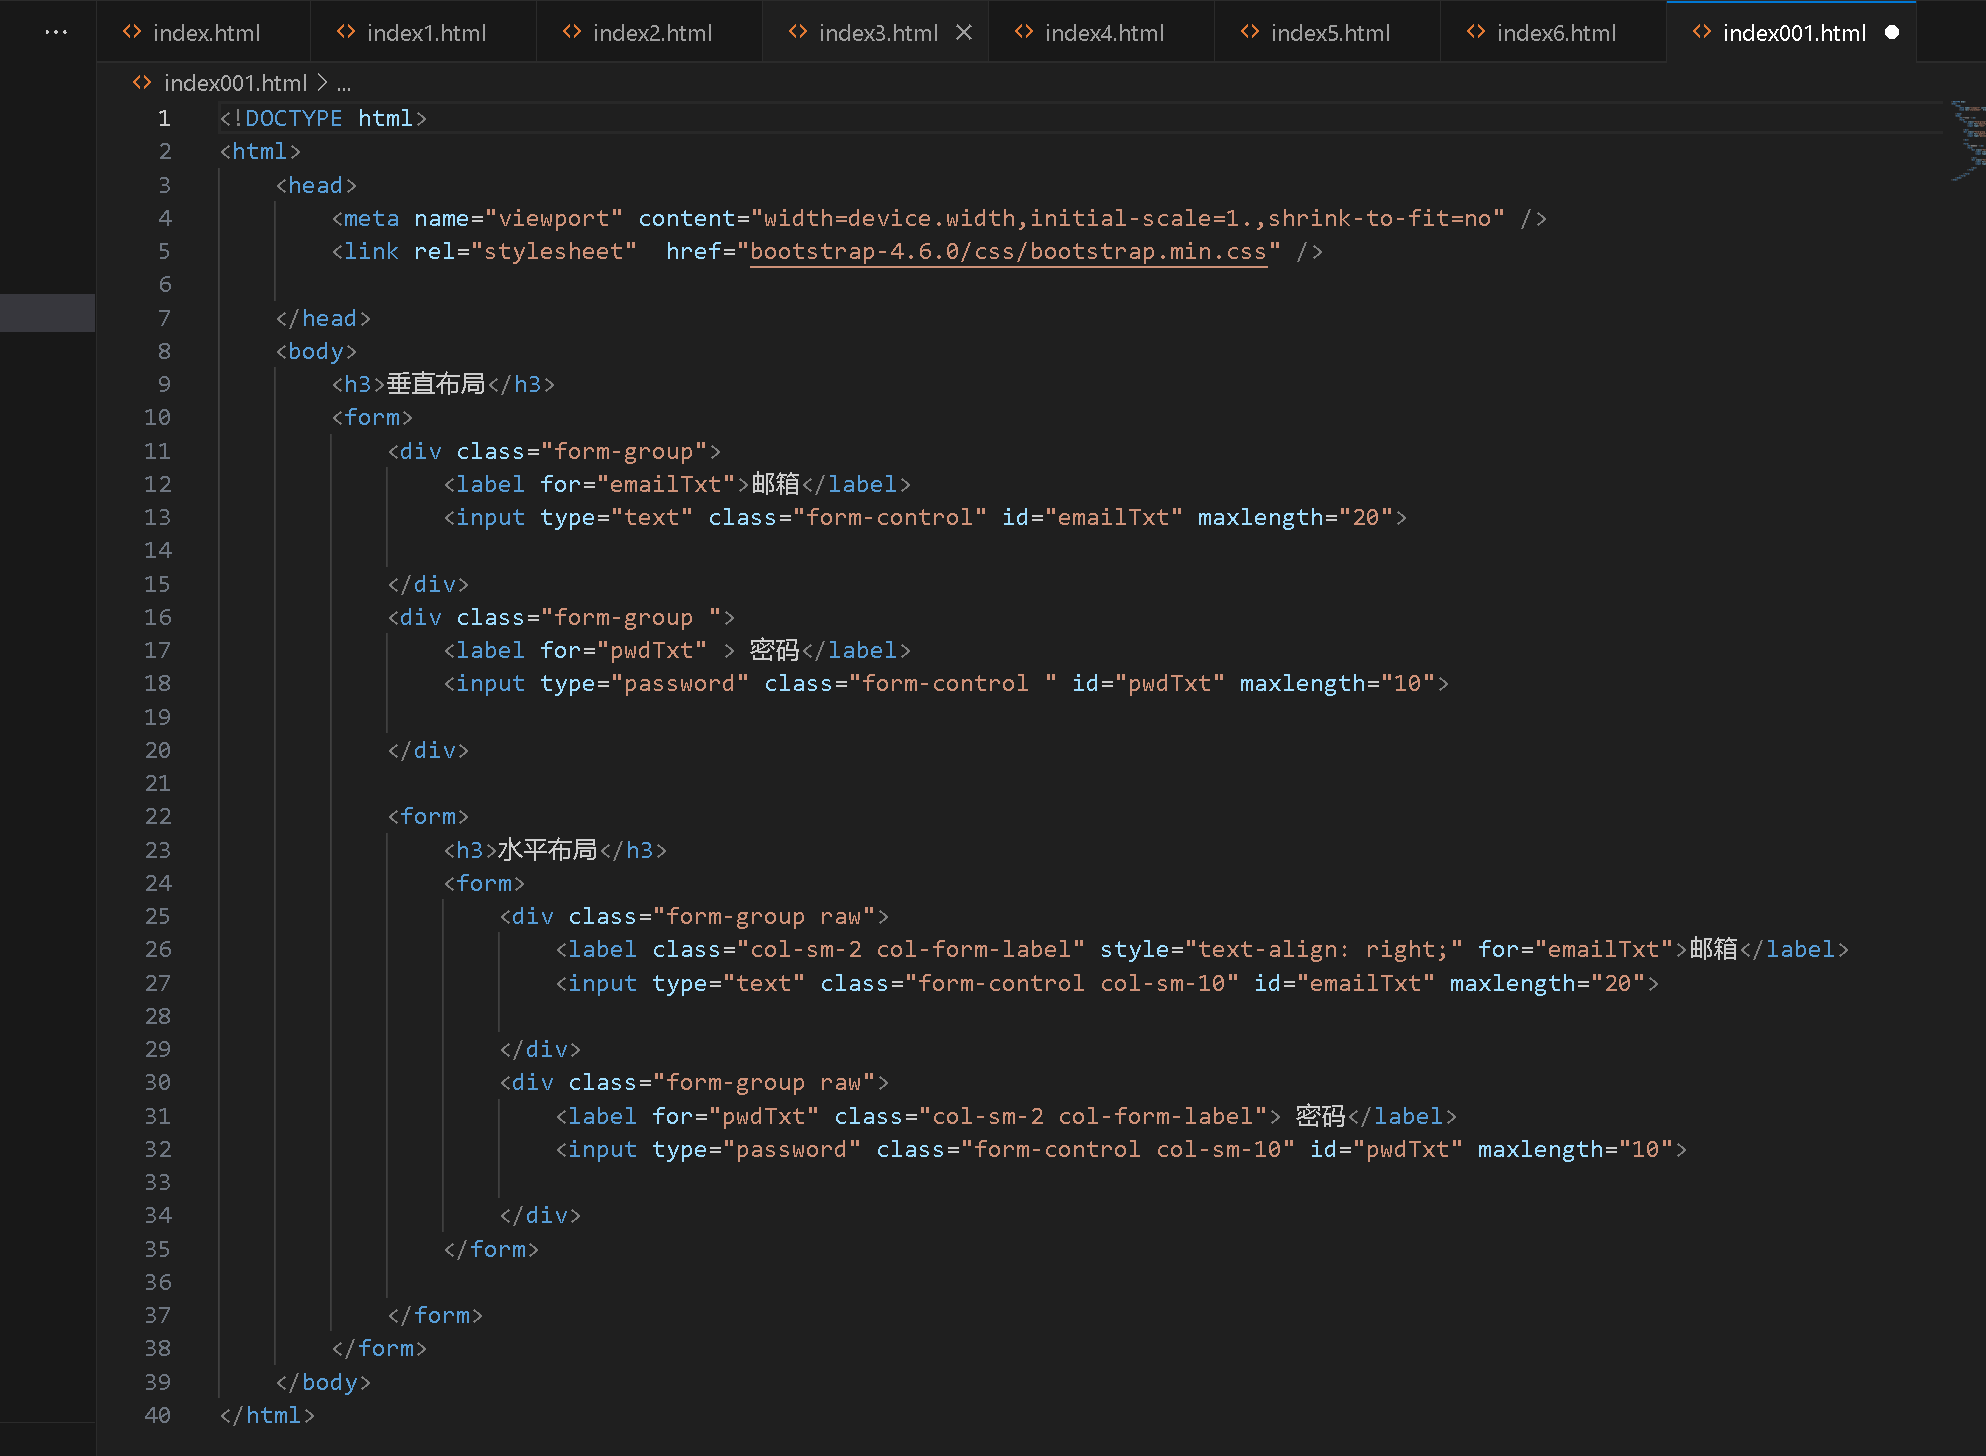 ··· index.html index1.html index2.html index3.html index4.html index5.html index6.html index001.html
index001.html > ...
1 <!DOCTYPE html>
2 <html>
3 <head>
4 <meta name="viewport" content="width=device.width,initial-scale=1.,shrink-to-fit=no" />
5 <link rel="stylesheet"  href="bootstrap-4.6.0/css/bootstrap.min.css" />
6
7 </head>
8 <body>
9 <h3>垂直布局</h3>
10 <form>
11 <div class="form-group">
12 <label for="emailTxt">邮箱</label>
13 <input type="text" class="form-control" id="emailTxt" maxlength="20">
14
15 </div>
16 <div class="form-group ">
17 <label for="pwdTxt" > 密码</label>
18 <input type="password" class="form-control " id="pwdTxt" maxlength="10">
19
20 </div>
21
22 <form>
23 <h3>水平布局</h3>
24 <form>
25 <div class="form-group raw">
26 <label class="col-sm-2 col-form-label" style="text-align: right;" for="emailTxt">邮箱</label>
27 <input type="text" class="form-control col-sm-10" id="emailTxt" maxlength="20">
28
29 </div>
30 <div class="form-group raw">
31 <label for="pwdTxt" class="col-sm-2 col-form-label"> 密码</label>
32 <input type="password" class="form-control col-sm-10" id="pwdTxt" maxlength="10">
33
34 </div>
35 </form>
36
37 </form>
38 </form>
39 </body>
40 </html>